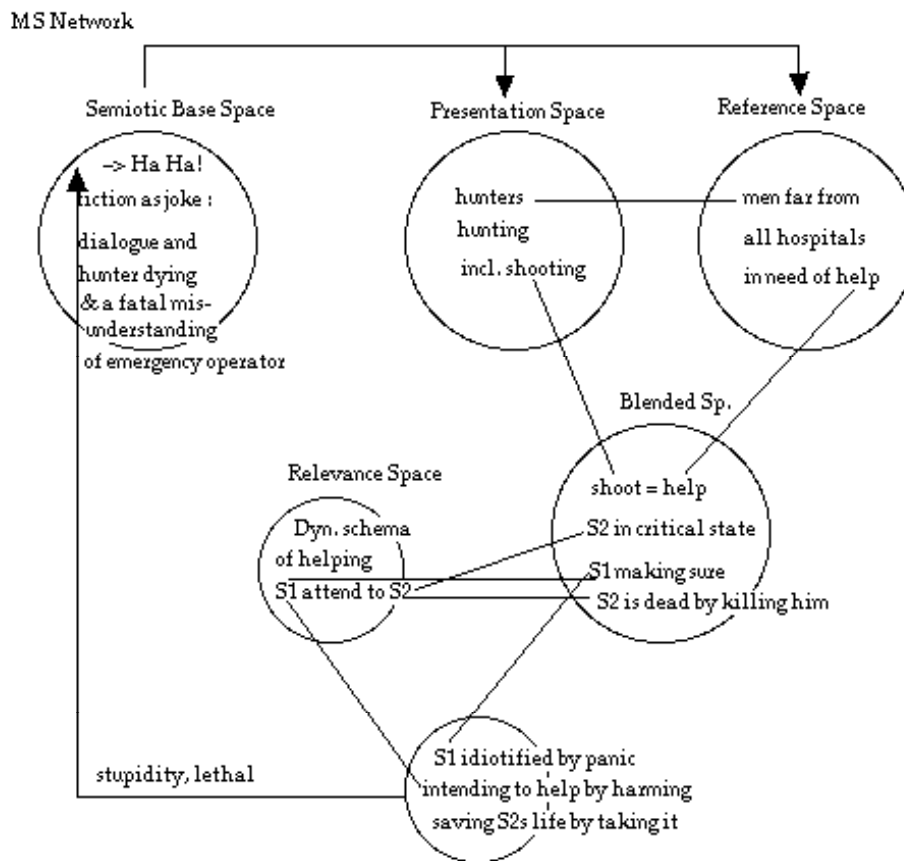 MS Network
Semiotic Base Space
Presentation Space
Reference Space
–> Ha Ha!
fiction as joke :
dialogue and
hunter dying
& a fatal mis-
understanding
of emergency operator
hunters
hunting
incl. shooting
men far from
all hospitals
in need of help
Blended Sp.
shoot = help
S2 in critical state
S1 making sure
S2 is dead by killing him
Relevance Space
Dyn. schema
of helping
S1 attend to S2
S1 idiotified by panic
intending to help by harming
saving S2s life by taking it
stupidity, lethal